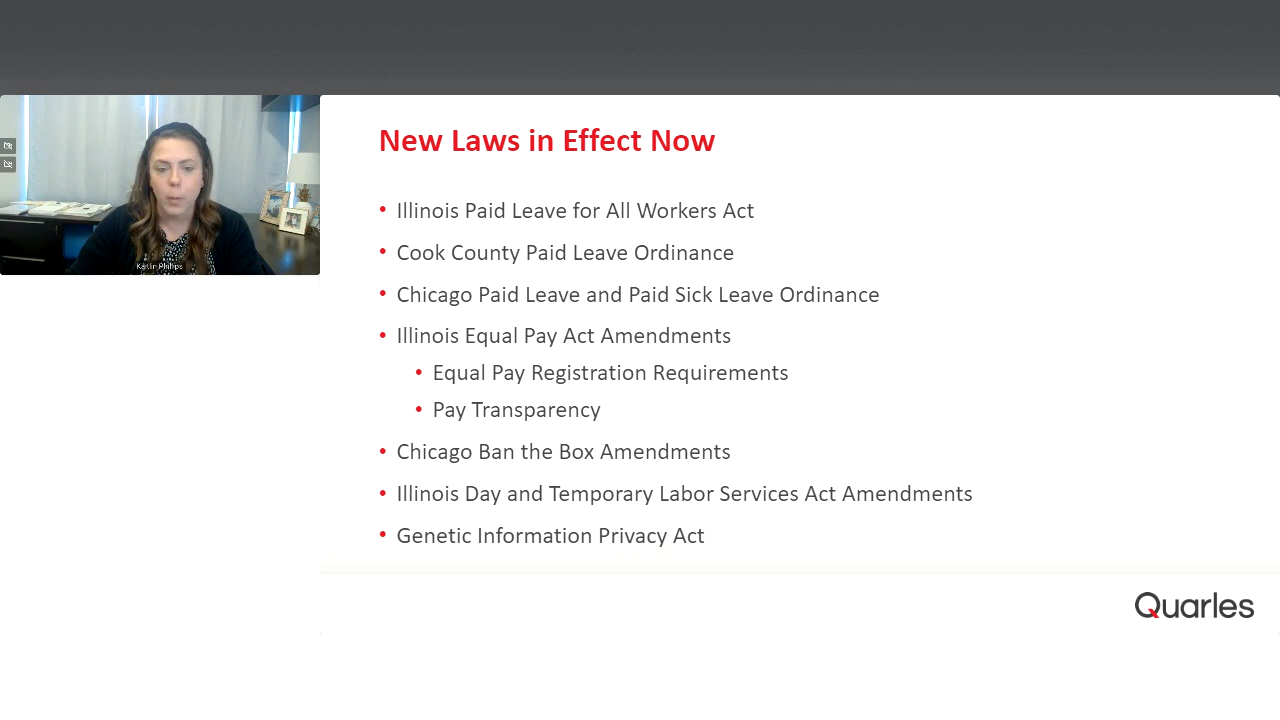 New Laws in Effect Now
• Illinois Paid Leave for All Workers Act
• Cook County Paid Leave Ordinance
• Chicago Paid Leave and Paid Sick Leave Ordinance
• Illinois Equal Pay Act Amendments
• Equal Pay Registration Requirements
• Pay Transparency
• Chicago Ban the Box Amendments
• Illinois Day and Temporary Labor Services Act Amendments
• Genetic Information Privacy Act
Kaitlin Phillips
Quarles